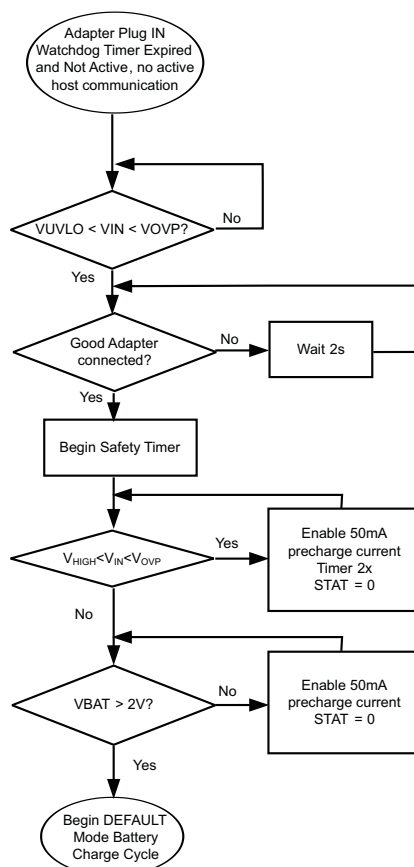 Adapter Plug IN
Watchdog Timer Expired
and Not Active, no active
host communication
VUVLO < VIN < VOVP?
No
Yes
Good Adapter
connected?
No
Wait 2s
Yes
Begin Safety Timer
VHIGH<VIN<VOVP
Yes
Enable 50mA
precharge current
Timer 2x
STAT = 0
No
VBAT > 2V?
No
Enable 50mA
precharge current
STAT = 0
Yes
Begin DEFAULT
Mode Battery
Charge Cycle